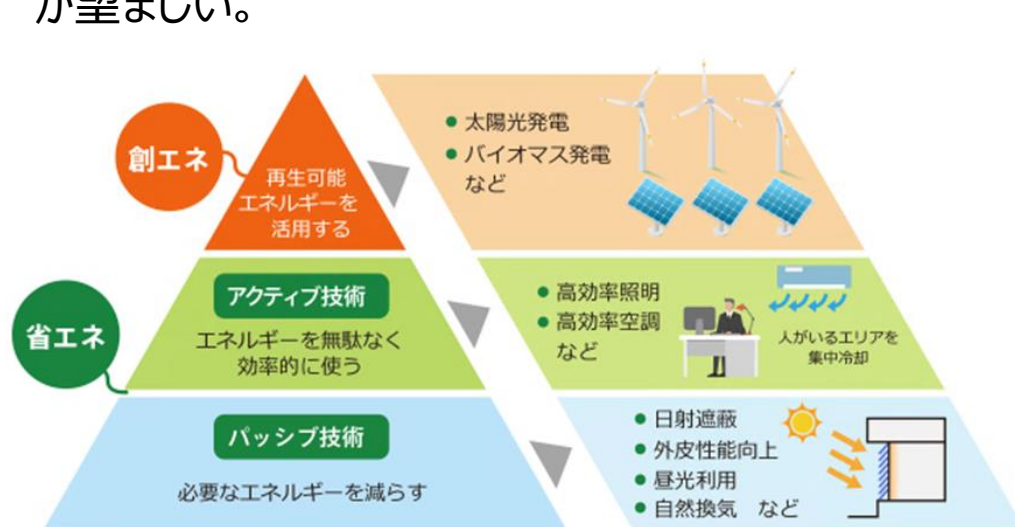 が望ましい。
創エネ
再生可能
エネルギーを
活用する
● 太陽光発電
● バイオマス発電
など
省エネ
アクティブ技術
エネルギーを無駄なく
効率的に使う
● 高効率照明
● 高効率空調
など
人がいるエリアを
集中冷却
パッシブ技術
必要なエネルギーを減らす
● 日射遮蔽
● 外皮性能向上
● 昼光利用
● 自然換気 など